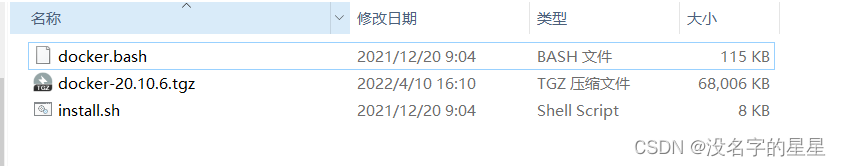 名称 修改日期 类型 大小
docker.bash 2021/12/20 9:04 BASH 文件 115 KB
docker-20.10.6.tgz 2022/4/10 16:10 TGZ 压缩文件 68,006 KB
install.sh 2021/12/20 9:04 Shell Script 8 KB
CSDN @没名字的星星